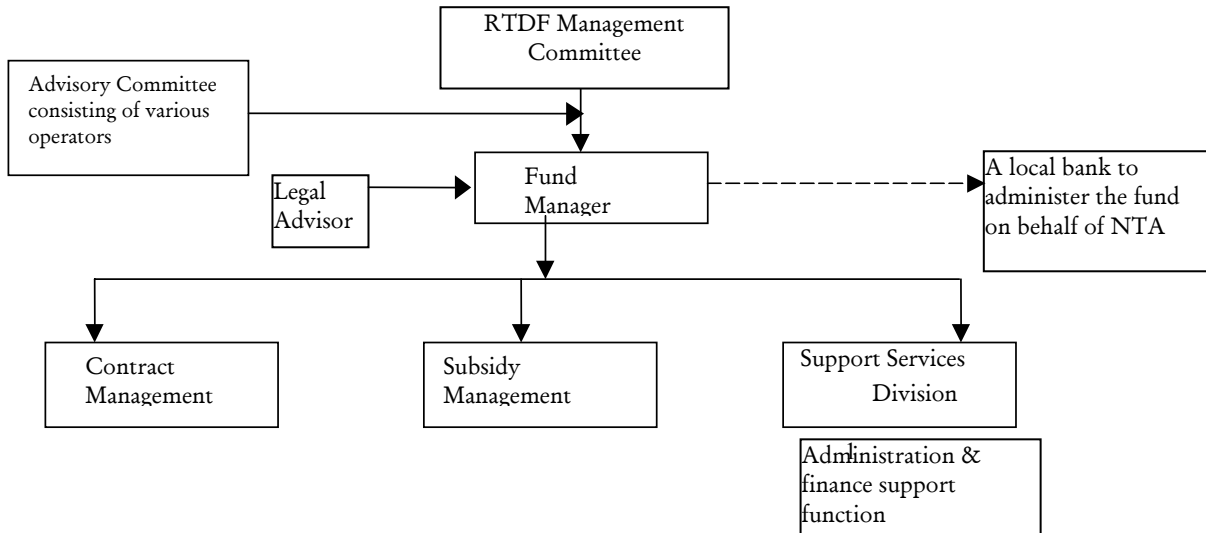 RTDF Management
Committee
Advisory Committee
consisting of various
operators
Legal
Advisor
Fund
Manager
A local bank to
administer the fund
on behalf of NTA
Contract
Management
Subsidy
Management
Support Services
Division
Administration &
finance support
function